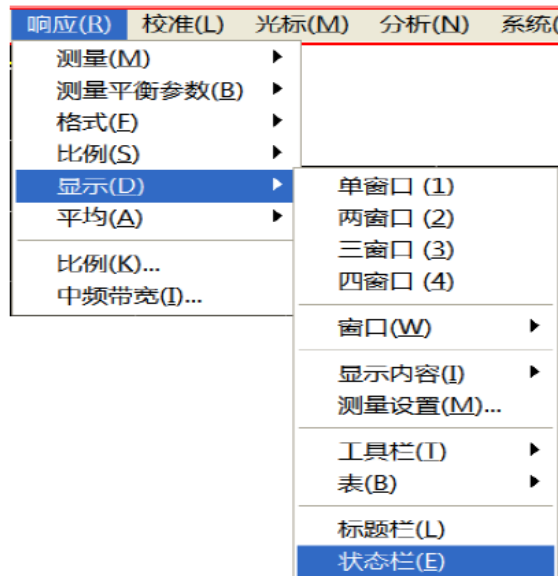 响应(R) 校准(L) 光标(M) 分析(N) 系统(
测量(M)
测量平衡参数(B)
格式(F)
比例(S)
显示(D)
平均(A)
比例(K)...
中频带宽(I)...
单窗口 (1)
两窗口 (2)
三窗口 (3)
四窗口 (4)
窗口(W)
显示内容(I)
测量设置(M)...
工具栏(T)
表(B)
标题栏(L)
状态栏(E)